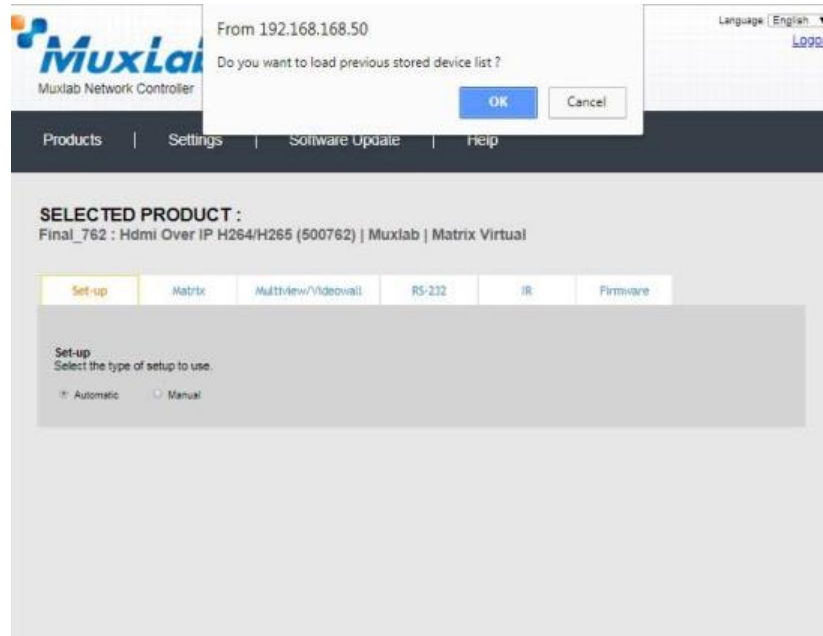 From 192.168.168.50
Do you want to load previous stored device list ?
OK Cancel
Language: English
MuxLab
Muxlab Network Controller
Products | Settings | Software Update | Help
SELECTED PRODUCT :
Final_762 : Hdmi Over IP H264/H265 (500762) | Muxlab | Matrix Virtual
Set-up Matrix Multiview/Videowall RS-232 IR Firmware
Set-up
Select the type of setup to use.
Automatic Manual